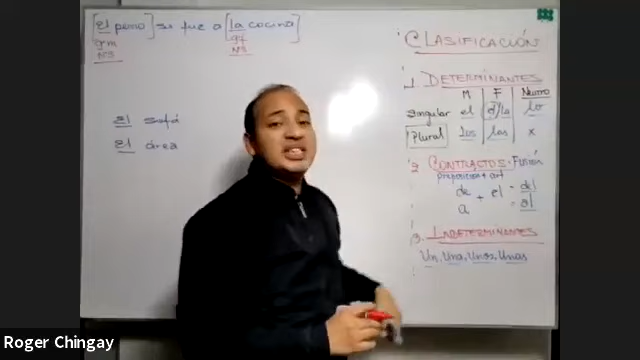 [El perro] se fue a [la cocina]
gm gf
NS NS
El sofá
El área
CLASIFICACIÓN
1. DETERMINANTES
M F Neutro
Singular el el/la lo
Plural los las x
2. CONTRACTOS: Fusión
preposición + art
de + el = del
a = al
3. INDETERMINANTES
Un, Una, Unos, Unas
Roger Chingay